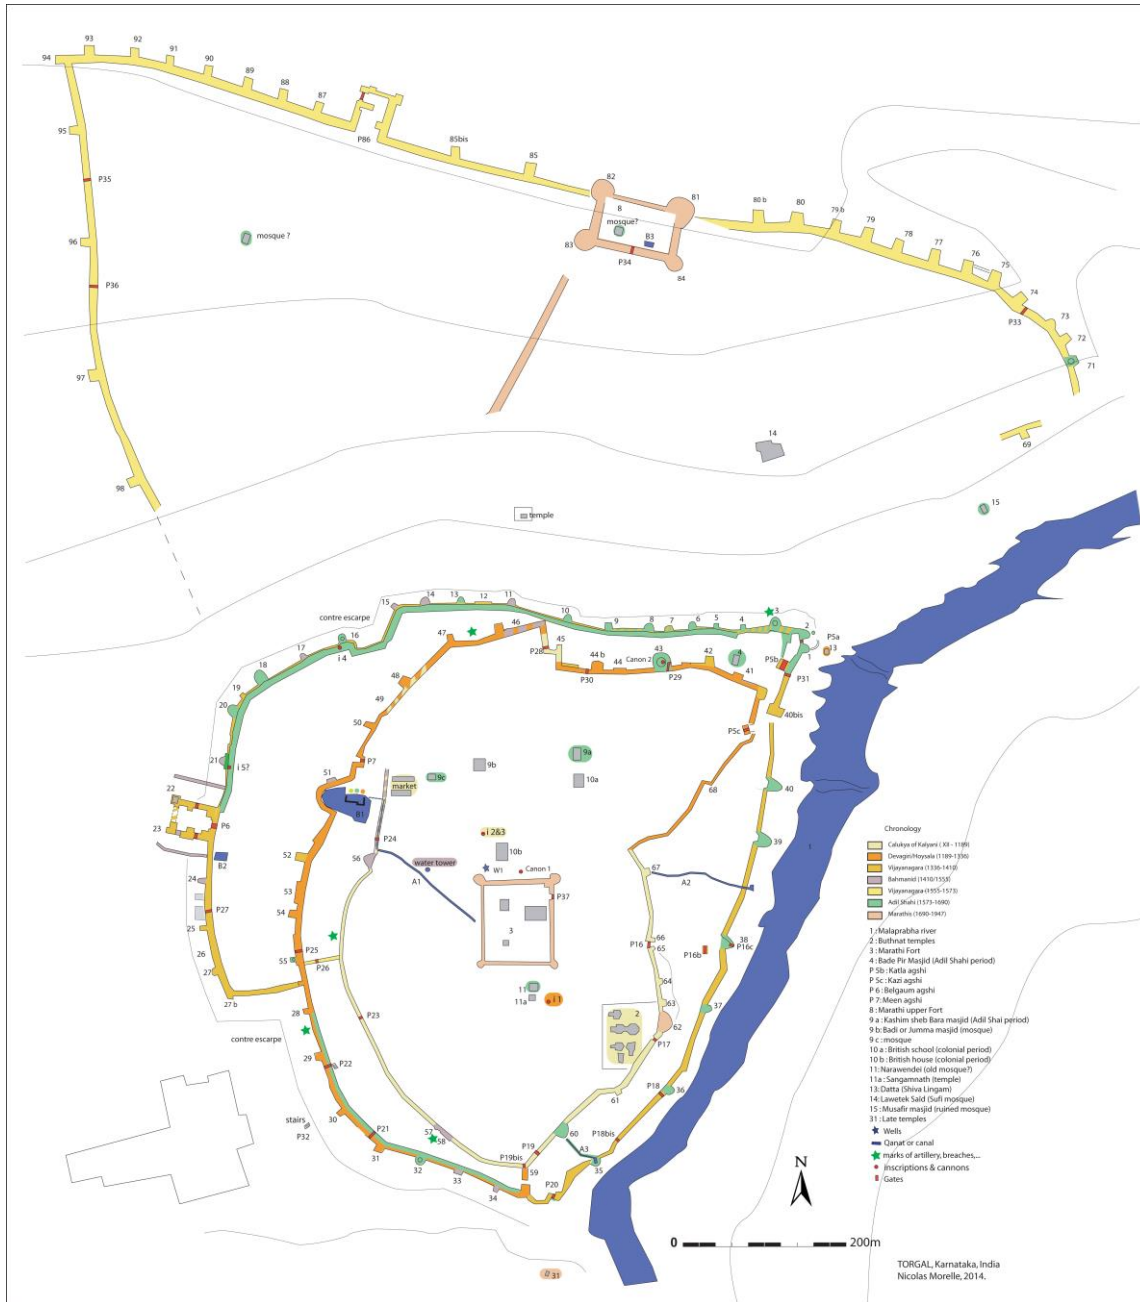 93
92
91
94
90
89
88
87
P86
85bis
85
82
81
95
P35
8
mosque?
B3
80 b
80
79 b
79
78
77
76
75
mosque ?
96
83
P34
84
74
P33
73
72
71
P36
97
14
69
98
temple
15
contre escarpe
15
14
13
12
11
10
9
8
7
6
5
4
3
2
P5a
13
1
16
i 4
17
18
47
46
45
P28
44 b
44
P30
Canon 2
43
P29
42
4
41
P5b
P31
19
20
48
49
50
40bis
P5c
21
i 5?
P7
51
9b
9a
9c
10a
market
68
40
22
23
P6
B1
B2
P24
i 2&3
10b
water tower
W1
Canon 1
56
A1
P37
52
67
A2
39
24
P27
25
26
27
27 b
53
54
P25
55
P26
3
P16
66
65
P16b
38
P16c
64
63
62
37
11
11a
i 1
2
P17
28
contre escarpe
P23
29
P22
61
P18
36
stairs
P32
30
P21
31
57
58
32
33
34
P19
P19bis
59
60
A3
35
P18bis
P20
31
1
Chronology
Calukya of Kalyani ( XII - 1189)
Devagiri/Hoysala (1189-1336)
Vijayanagara (1336-1410)
Bahmanid (1410/1555)
Vijayanagara (1555-1573)
Adil Shahi (1573-1690)
Marathis (1690-1947)
1 : Malaprabha river
2 : Buthnat temples
3 : Marathi Fort
4 : Bade Pir Masjid (Adil Shahi period)
P 5b : Katla agshi
P 5c : Kazi agshi
P 6 : Belgaum agshi
P 7 : Meen agshi
8 : Marathi upper Fort
9 a : Kashim sheb Bara masjid (Adil Shai period)
9 b : Badi or Jumma masjid (mosque)
9 c : mosque
10 a : British school (colonial period)
10 b : British house (colonial period)
11: Narawendei (old mosque?)
11a : Sangamnath (temple)
13: Datta (Shiva Lingam)
14: Lawetek Said (Sufi mosque)
15 : Musafir masjid (ruined mosque)
31 : Late temples
Wells
Qanat or canal
marks of artillery, breaches,...
inscriptions & cannons
Gates
N
0
200m
TORGAL, Karnataka, India
Nicolas Morelle, 2014.